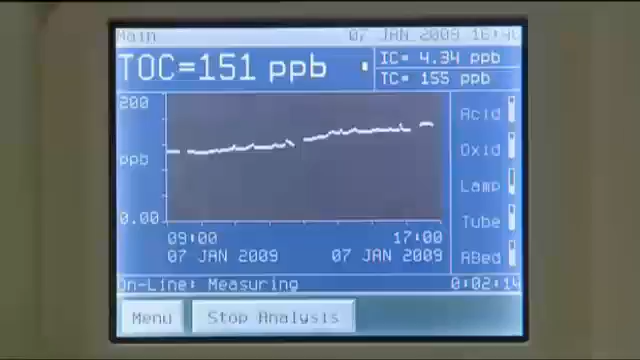 Main 07 JAN 2009 16:40
TOC=151 ppb
IC= 4.34 ppb
TC= 155 ppb
200
ppb
0.00
09:00 17:00
07 JAN 2009 07 JAN 2009
Acid
Oxid
Lamp
Tube
RBed
On-Line: Measuring 0:02:14
Menu Stop Analysis